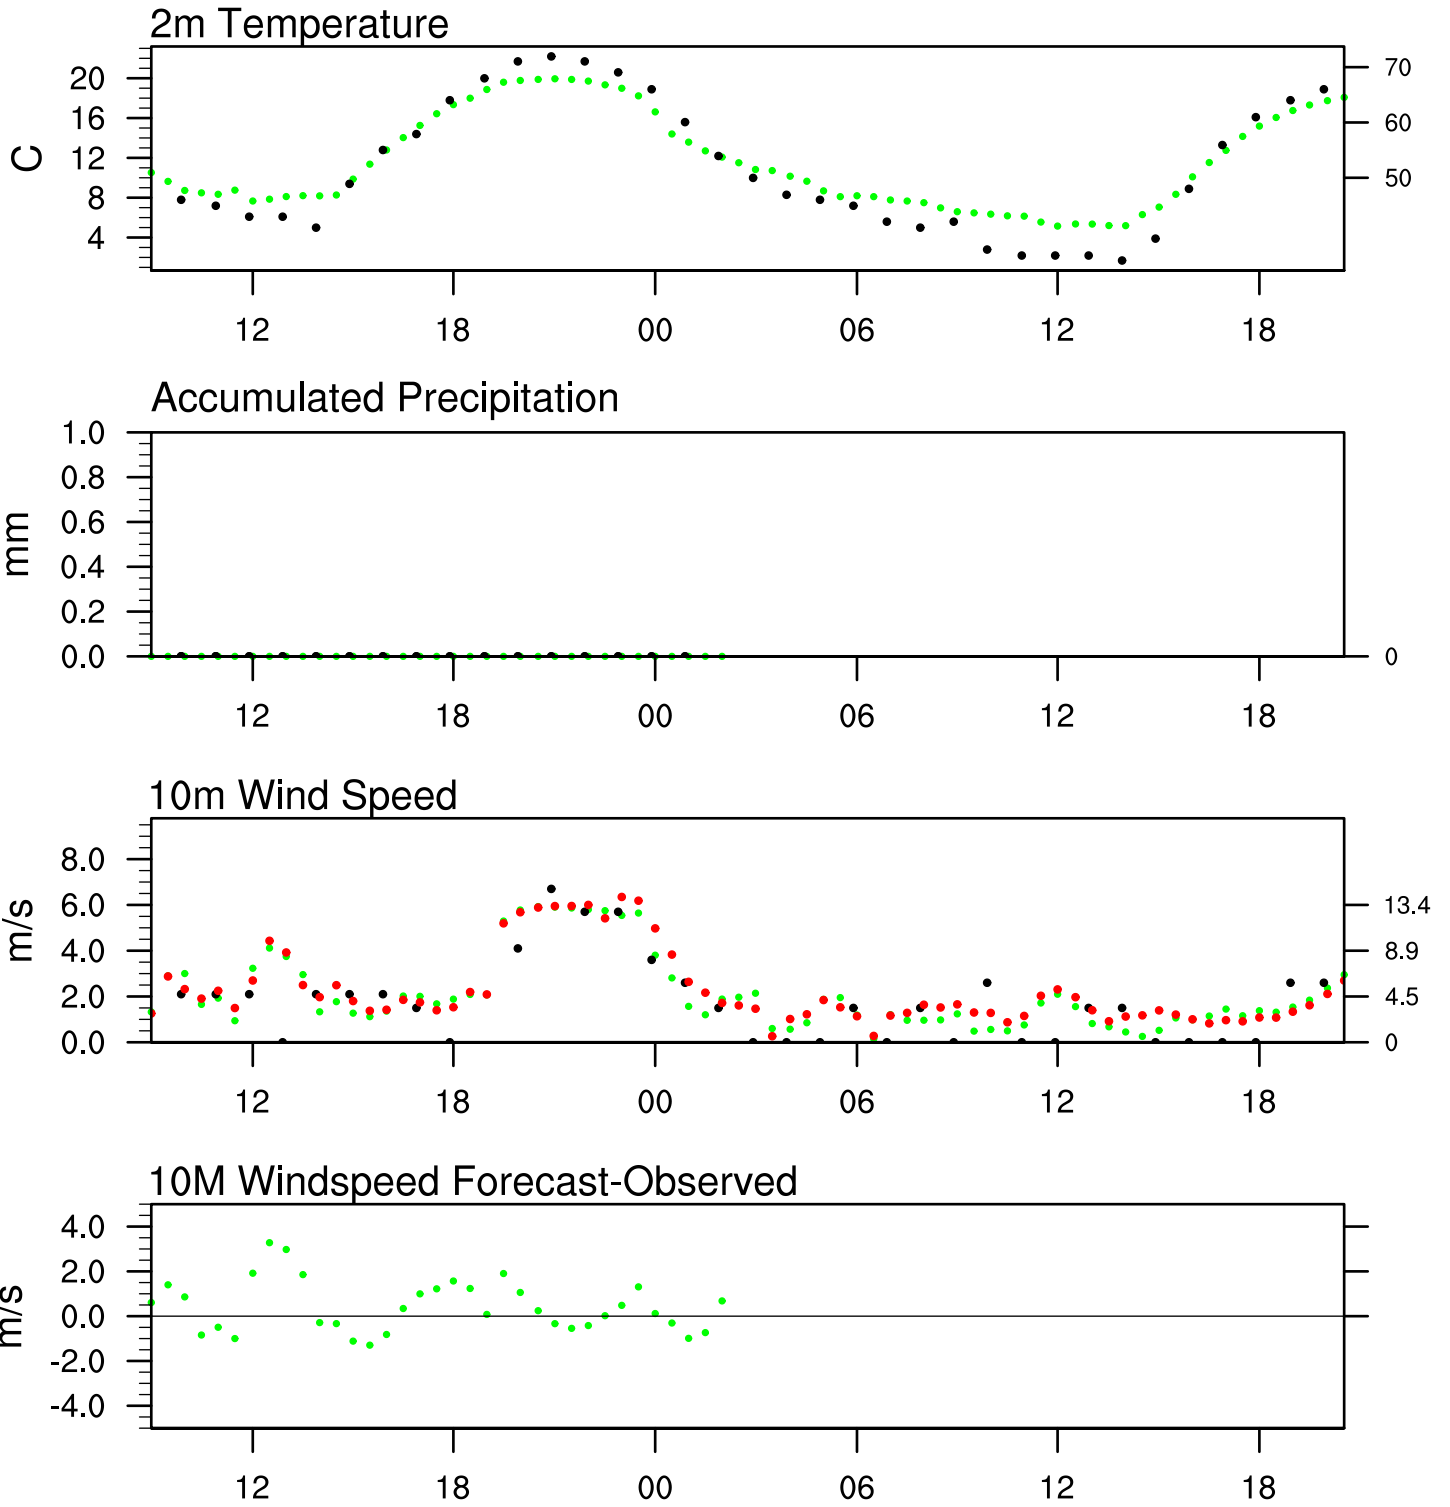 2m Temperature
20
16
12
8
4
C
70
60
50
12 18 00 06 12 18
Accumulated Precipitation
1.0
0.8
0.6
0.4
0.2
0.0
mm
0
12 18 00 06 12 18
10m Wind Speed
8.0
6.0
4.0
2.0
0.0
m/s
13.4
8.9
4.5
0
12 18 00 06 12 18
10M Windspeed Forecast-Observed
4.0
2.0
0.0
-2.0
-4.0
m/s
12 18 00 06 12 18